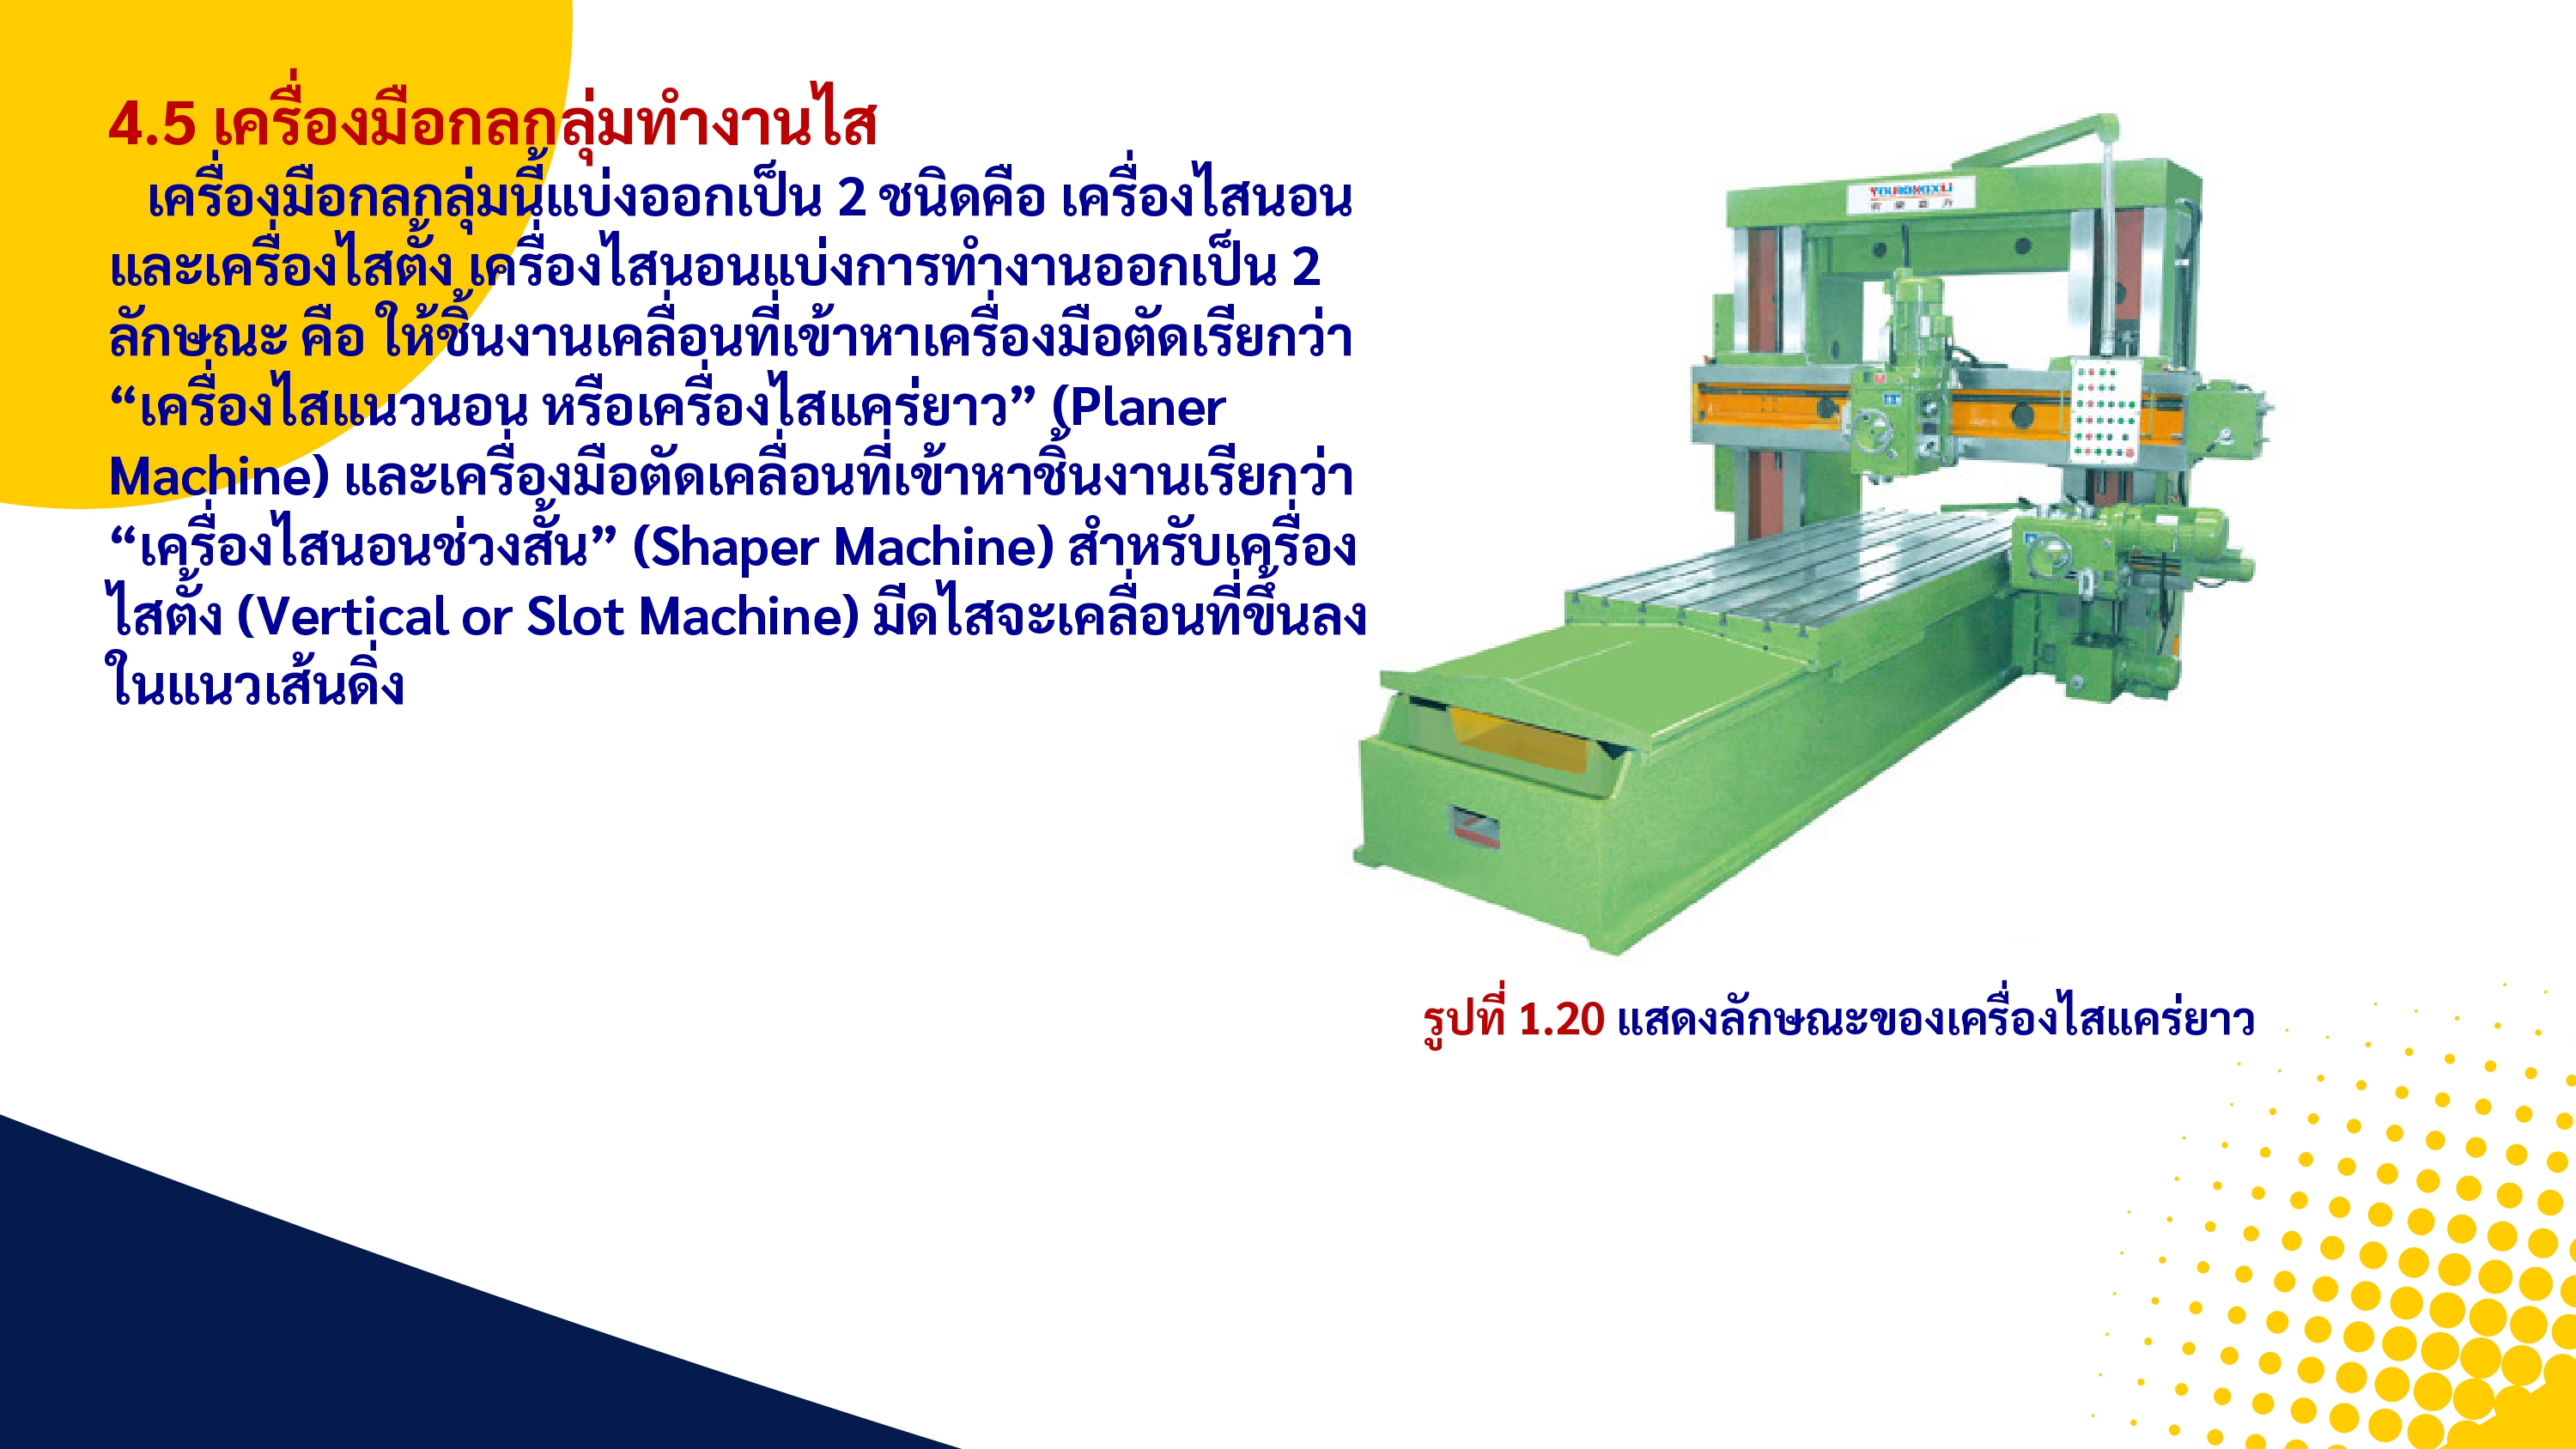 4.5 เครื่องมือกลกลุ่มทำงานไส
เครื่องมือกลกลุ่มนี้แบ่งออกเป็น 2 ชนิดคือ เครื่องไสนอน
และเครื่องไสตั้ง เครื่องไสนอนแบ่งการทำงานออกเป็น 2
ลักษณะ คือ ให้ชิ้นงานเคลื่อนที่เข้าหาเครื่องมือตัดเรียกว่า
“เครื่องไสแนวนอน หรือเครื่องไสแคร่ยาว” (Planer
Machine) และเครื่องมือตัดเคลื่อนที่เข้าหาชิ้นงานเรียกว่า
“เครื่องไสนอนช่วงสั้น” (Shaper Machine) สำหรับเครื่อง
ไสตั้ง (Vertical or Slot Machine) มีดไสจะเคลื่อนที่ขึ้นลง
ในแนวเส้นดิ่ง
รูปที่ 1.20 แสดงลักษณะของเครื่องไสแคร่ยาว